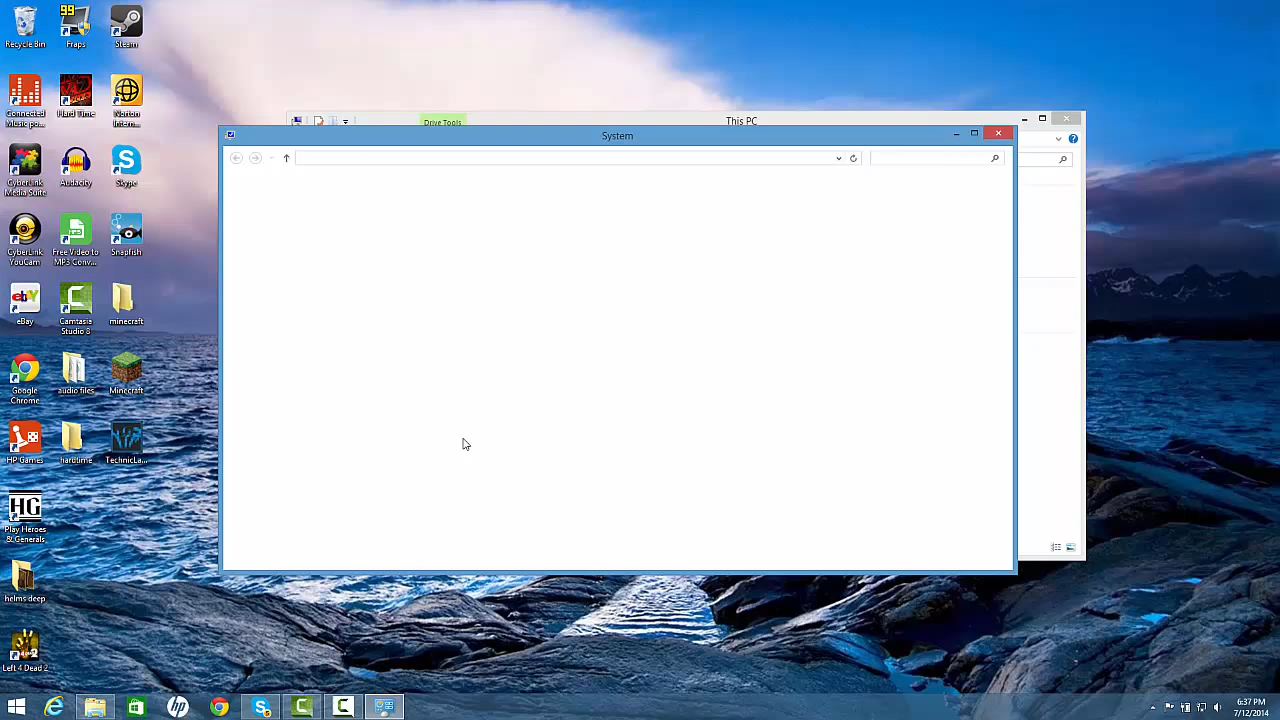 99
Recycle Bin
Fraps
Steam
Connected
Music po...
Hard Time
Norton
Intern...
CyberLink
Media Suite
Audacity
Skype
CyberLink
YouCam
Free Video to
MP3 Conv...
Snapfish
eBay
Camtasia
Studio 8
minecraft
Google
Chrome
audio files
Minecraft
HP Games
hardtime
TechnicLa...
HG
Play Heroes
& Generals
helms deep
Left 4 Dead 2
Drive Tools
This PC
System
6:37 PM
7/12/2014